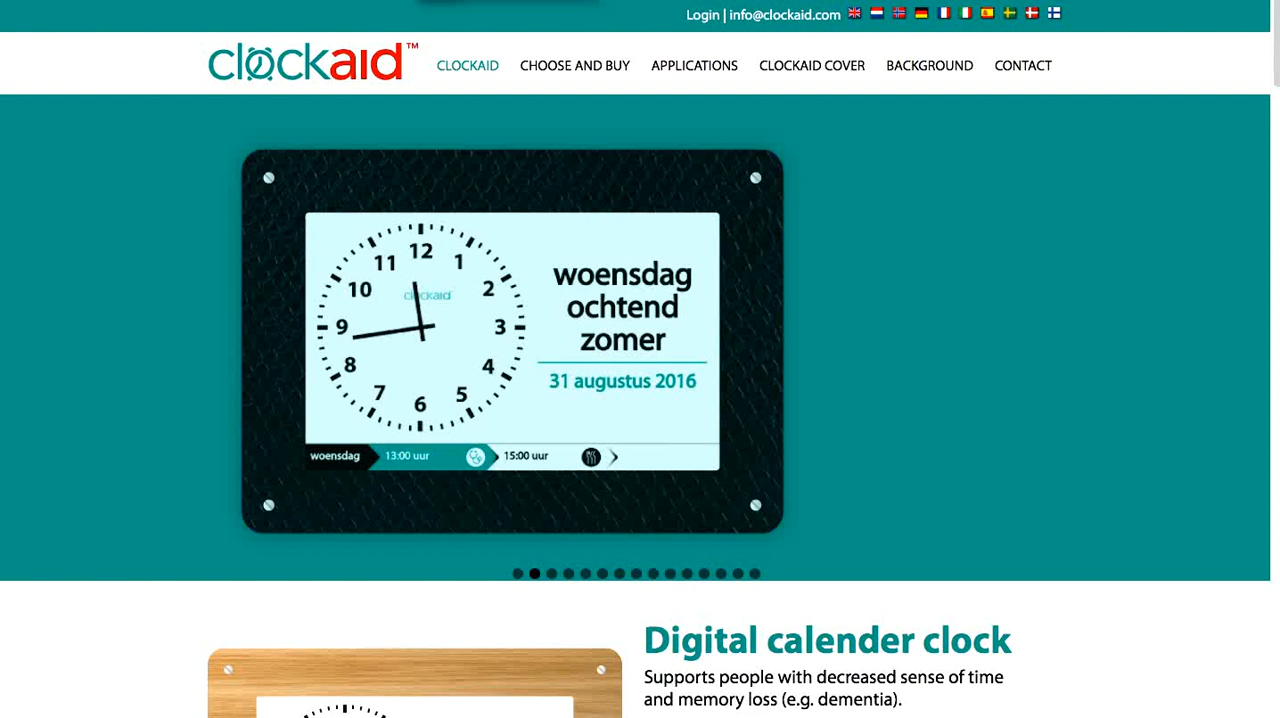 Login | info@clockaid.com
clockaid™
CLOCKAID CHOOSE AND BUY APPLICATIONS CLOCKAID COVER BACKGROUND CONTACT
12
11 1
10 2
9 3
8 4
7 5
6
clockaid
woensdag
ochtend
zomer
31 augustus 2016
woensdag 13:00 uur 15:00 uur
Digital calender clock
Supports people with decreased sense of time
and memory loss (e.g. dementia).